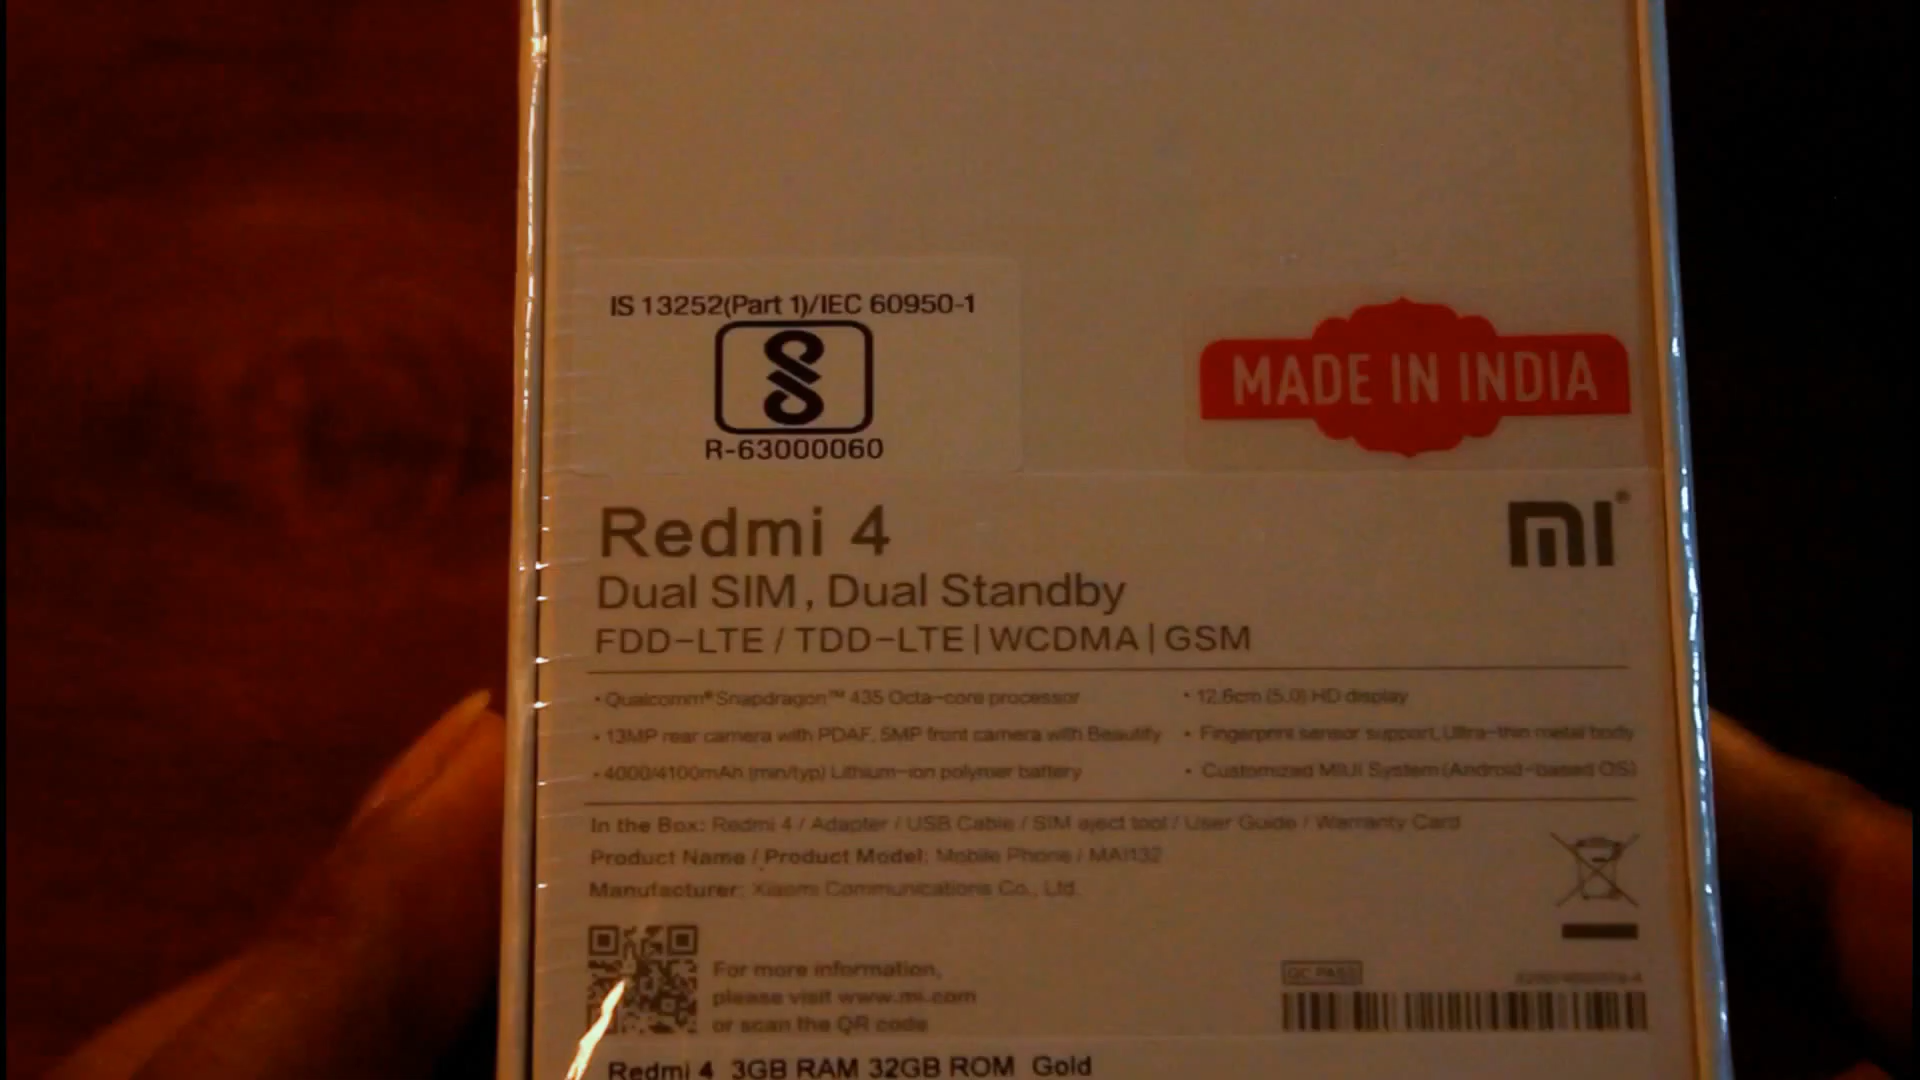 IS 13252(Part 1)/IEC 60950-1
R-63000060
MADE IN INDIA
Redmi 4
MI®
Dual SIM, Dual Standby
FDD-LTE / TDD-LTE | WCDMA | GSM
• Qualcomm® Snapdragon™ 435 Octa-core processor
• 12.6cm (5.0) HD display
• 13MP rear camera with PDAF, 5MP front camera with Beautify
• Fingerprint sensor support, Ultra-thin metal body
• 4000/4100mAh (min/typ) Lithium-ion polymer battery
• Customized MIUI System (Android-based OS)
In the Box: Redmi 4 / Adapter / USB Cable / SIM eject tool / User Guide / Warranty Card
Product Name / Product Model: Mobile Phone / MAI132
Manufacturer: Xiaomi Communications Co., Ltd.
For more information,
please visit www.mi.com
or scan the QR code
QC PASS
Redmi 4 3GB RAM 32GB ROM Gold